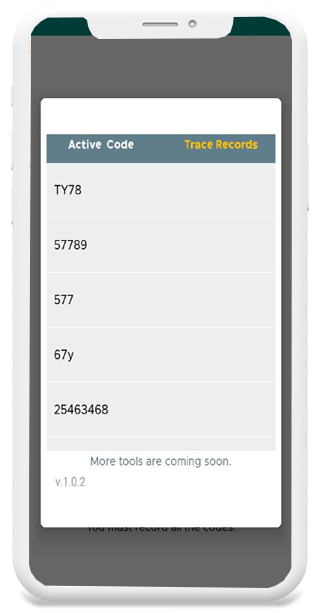 Active Code Trace Records
TY78
57789
577
67y
25463468
More tools are coming soon.
v.1.0.2
You must record all the codes.